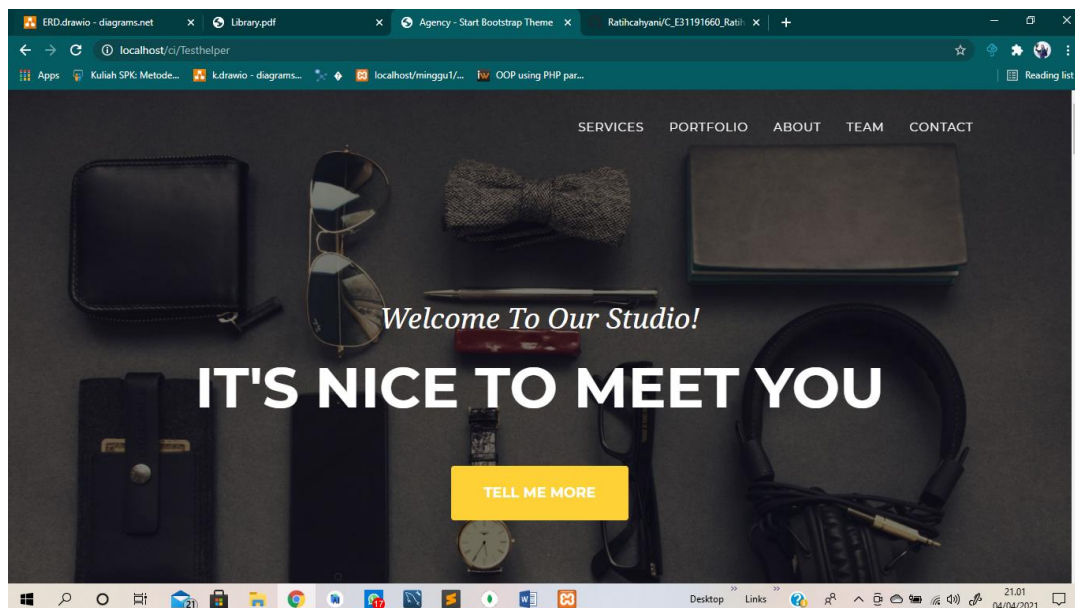 ERD.drawio - diagrams.net
Library.pdf
Agency - Start Bootstrap Theme
Ratihcahyani/C_E31191660_Ratih
localhost/ci/Testhelper
Apps
Kuliah SPK: Metode...
k.drawio - diagrams...
localhost/minggu1/...
OOP using PHP par...
Reading list
SERVICES PORTFOLIO ABOUT TEAM CONTACT
Welcome To Our Studio!
IT'S NICE TO MEET YOU
TELL ME MORE
21
17
Desktop
Links
21.01
04/04/2021